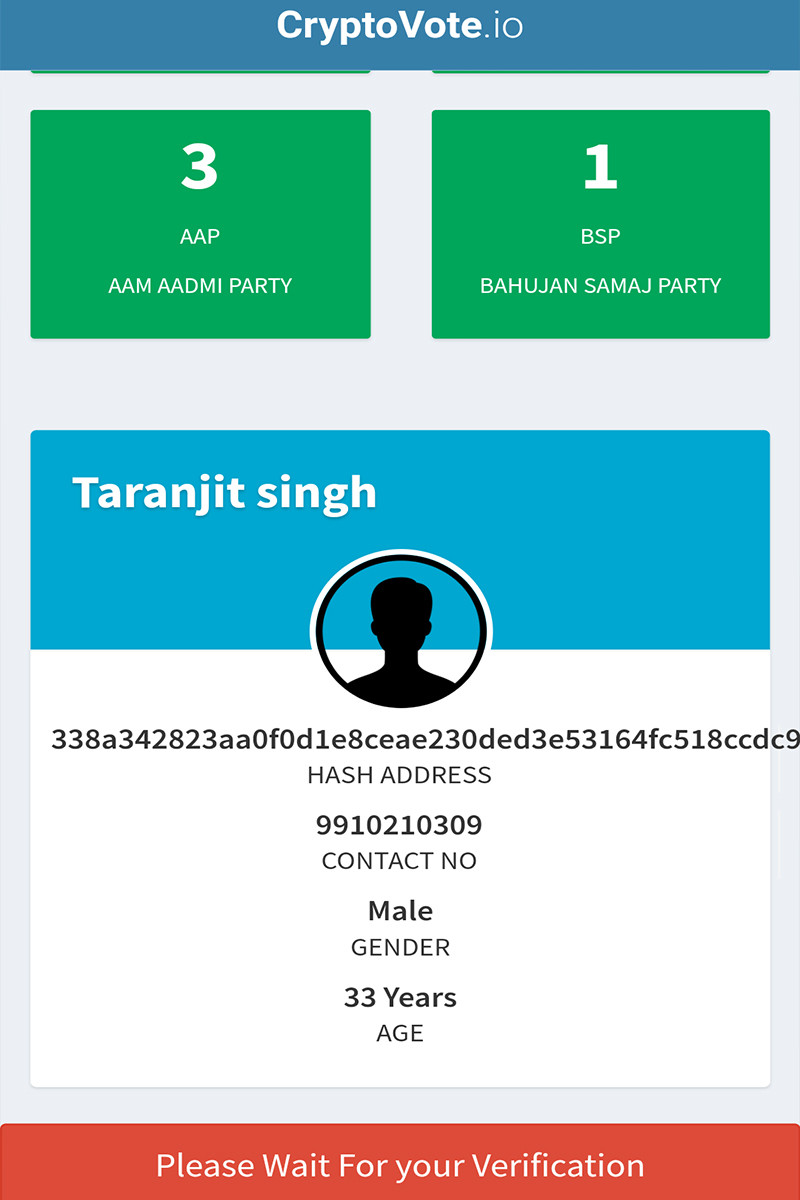 CryptoVote.io
3
AAP
AAM AADMI PARTY
1
BSP
BAHUJAN SAMAJ PARTY
Taranjit singh
338a342823aa0f0d1e8ceae230ded3e53164fc518ccdc9
HASH ADDRESS
9910210309
CONTACT NO
Male
GENDER
33 Years
AGE
Please Wait For your Verification